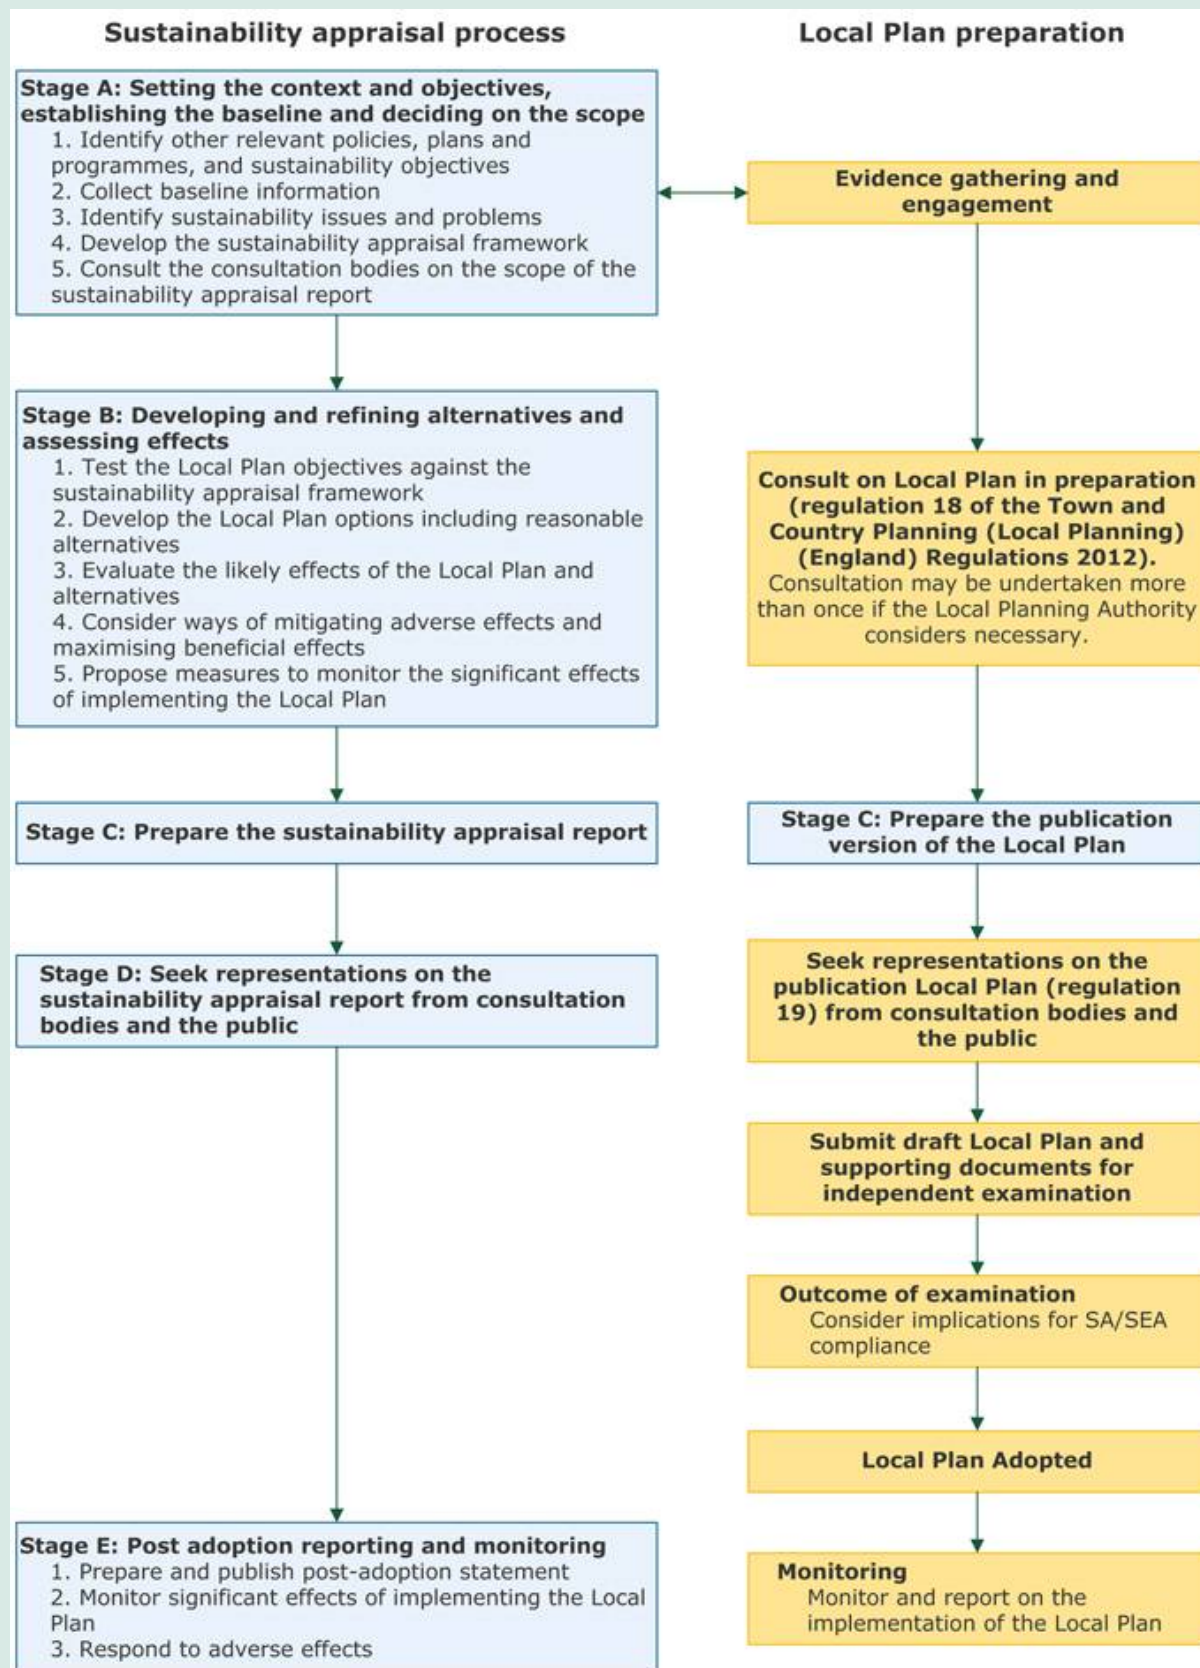 Sustainability appraisal process
Stage A: Setting the context and objectives,
establishing the baseline and deciding on the scope
1. Identify other relevant policies, plans and
programmes, and sustainability objectives
2. Collect baseline information
3. Identify sustainability issues and problems
4. Develop the sustainability appraisal framework
5. Consult the consultation bodies on the scope of the
sustainability appraisal report
Stage B: Developing and refining alternatives and
assessing effects
1. Test the Local Plan objectives against the
sustainability appraisal framework
2. Develop the Local Plan options including reasonable
alternatives
3. Evaluate the likely effects of the Local Plan and
alternatives
4. Consider ways of mitigating adverse effects and
maximising beneficial effects
5. Propose measures to monitor the significant effects
of implementing the Local Plan
Stage C: Prepare the sustainability appraisal report
Stage D: Seek representations on the
sustainability appraisal report from consultation
bodies and the public
Stage E: Post adoption reporting and monitoring
1. Prepare and publish post-adoption statement
2. Monitor significant effects of implementing the Local
Plan
3. Respond to adverse effects
Local Plan preparation
Evidence gathering and
engagement
Consult on Local Plan in preparation
(regulation 18 of the Town and
Country Planning (Local Planning)
(England) Regulations 2012).
Consultation may be undertaken more
than once if the Local Planning Authority
considers necessary.
Stage C: Prepare the publication
version of the Local Plan
Seek representations on the
publication Local Plan (regulation
19) from consultation bodies and
the public
Submit draft Local Plan and
supporting documents for
independent examination
Outcome of examination
Consider implications for SA/SEA
compliance
Local Plan Adopted
Monitoring
Monitor and report on the
implementation of the Local Plan